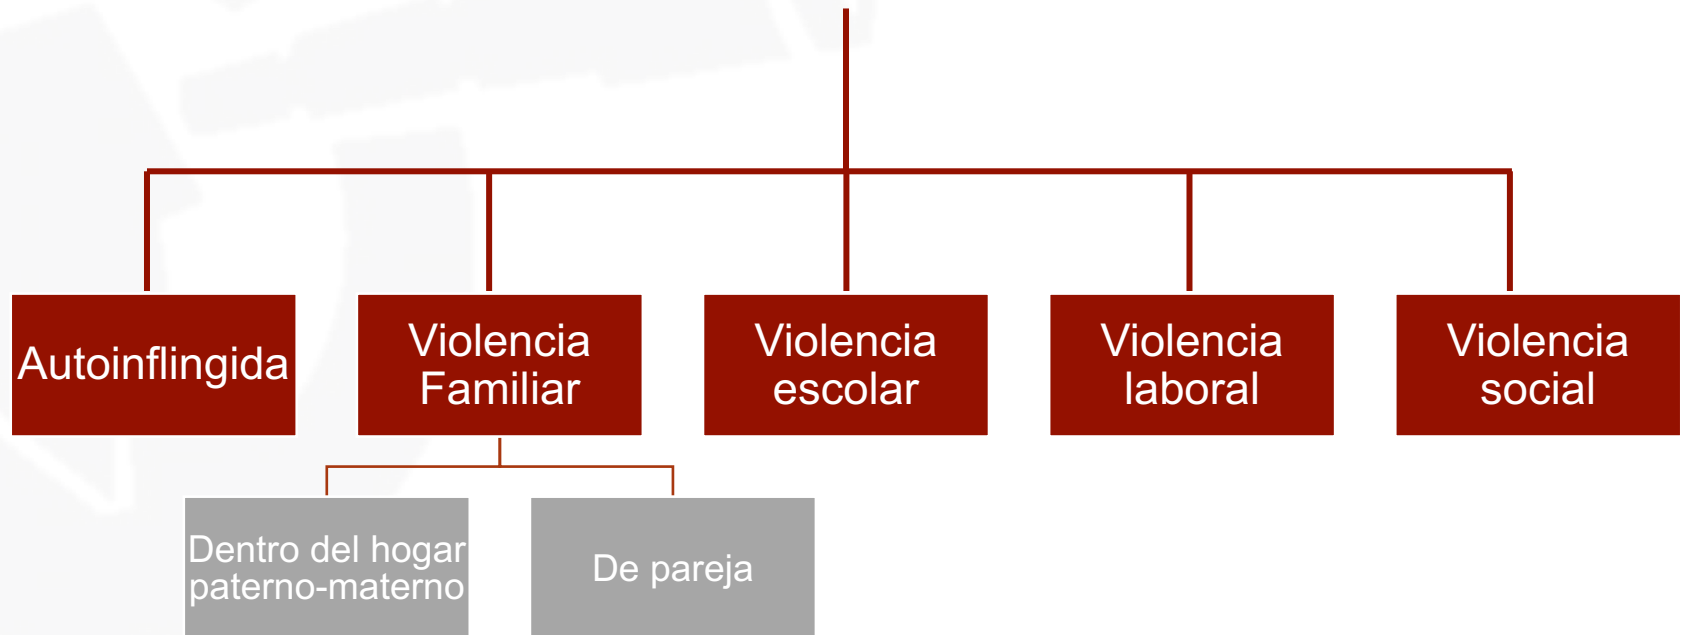 Autoinflingida
Violencia
Familiar
Violencia
escolar
Violencia
laboral
Violencia
social
Dentro del hogar
paterno-materno
De pareja